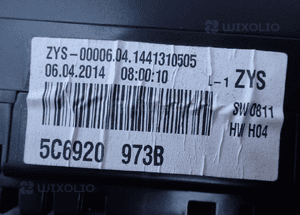 WIXOLIO
ZYS-00006.04.1441310505
06.04.2014 08:00:10 L-1 ZYS
SW 0811
HW H04
5C6920 973B
WIXOLIO